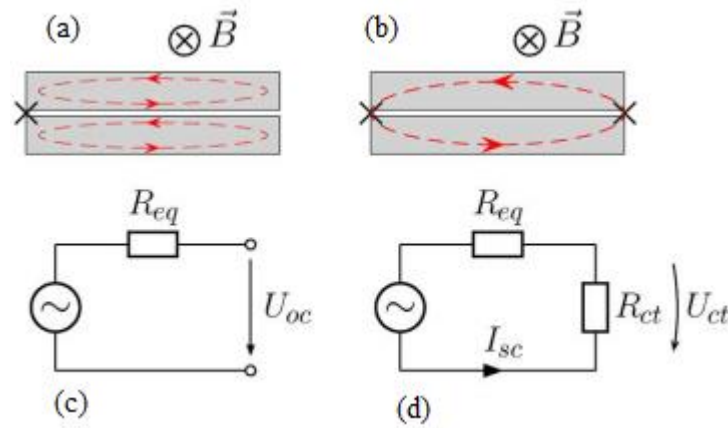 (a) ⊗ B⃗ (b) ⊗ B⃗
R_eq R_eq
U_oc R_ct U_ct
I_sc
(c) (d)